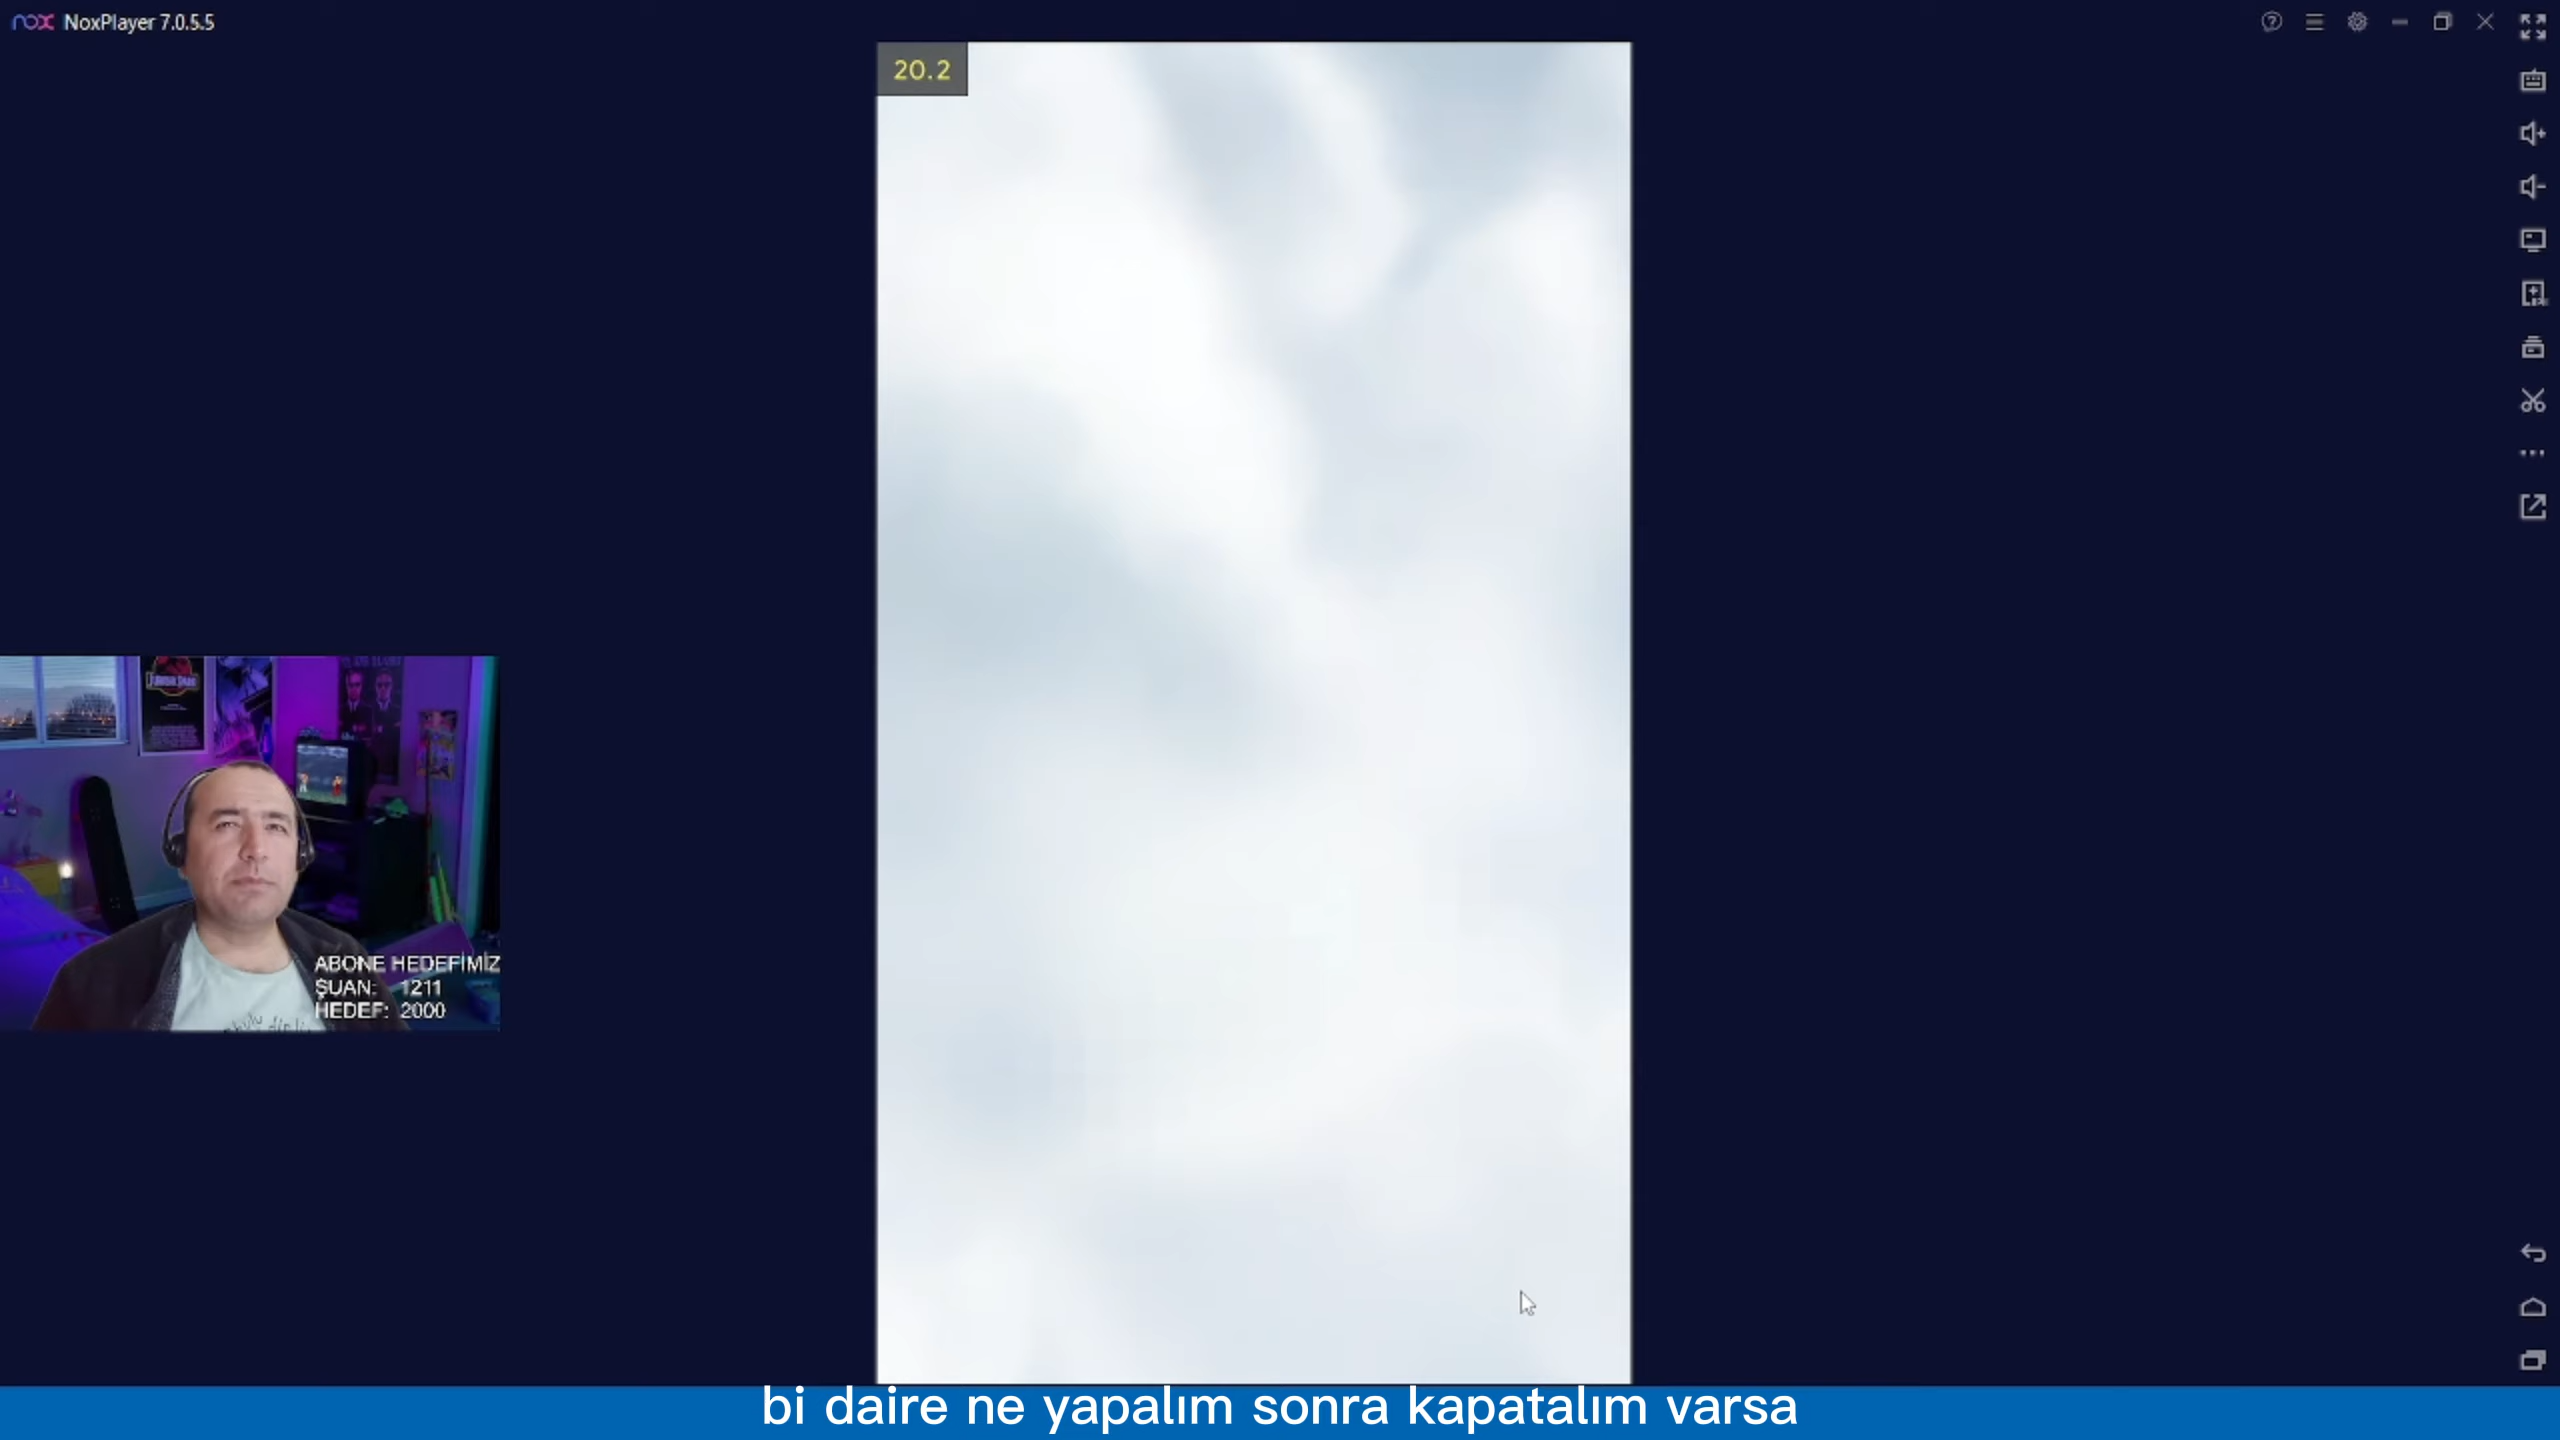 nox NoxPlayer 7.0.5.5
20.2
ABONE HEDEFİMİZ
ŞUAN: 1211
HEDEF: 2000
bi daire ne yapalım sonra kapatalım varsa